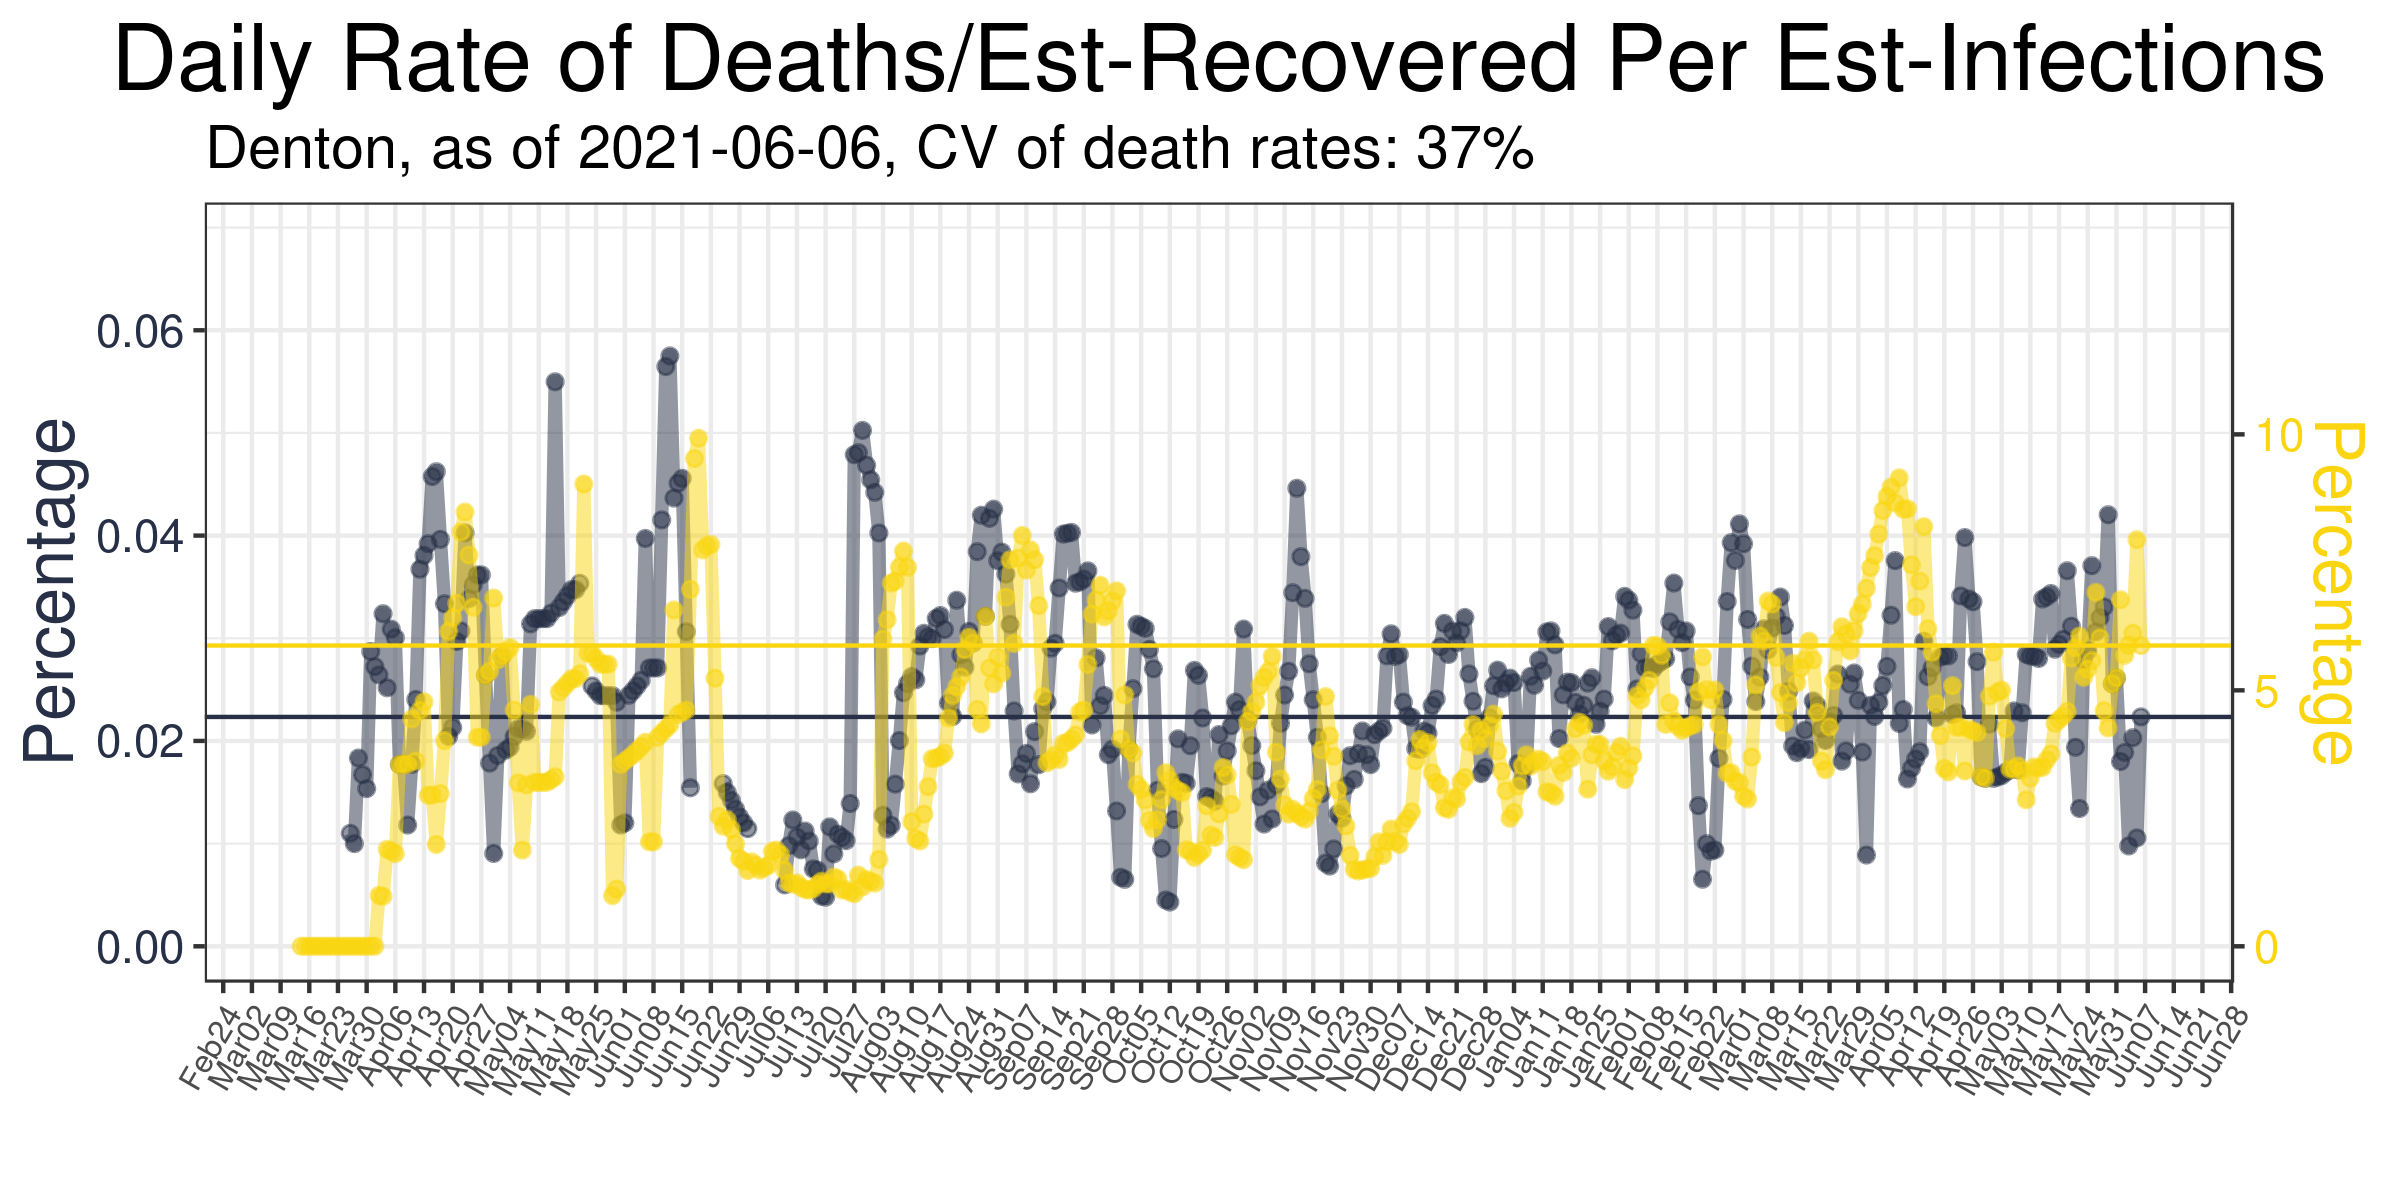 Daily Rate of Deaths/Est-Recovered Per Est-Infections
Denton, as of 2021-06-06, CV of death rates: 37%
Percentage
0.06
0.04
0.02
0.00
10
5
0
Percentage
Feb24
Mar02
Mar09
Mar16
Mar23
Mar30
Apr06
Apr13
Apr20
Apr27
May04
May11
May18
May25
Jun01
Jun08
Jun15
Jun22
Jun29
Jul06
Jul13
Jul20
Jul27
Aug03
Aug10
Aug17
Aug24
Aug31
Sep07
Sep14
Sep21
Sep28
Oct05
Oct12
Oct19
Oct26
Nov02
Nov09
Nov16
Nov23
Nov30
Dec07
Dec14
Dec21
Dec28
Jan04
Jan11
Jan18
Jan25
Feb01
Feb08
Feb15
Feb22
Mar01
Mar08
Mar15
Mar22
Mar29
Apr05
Apr12
Apr19
Apr26
May03
May10
May17
May24
May31
Jun07
Jun14
Jun21
Jun28